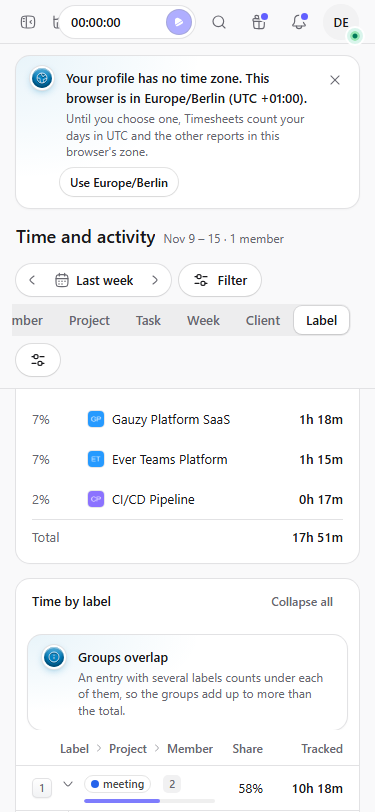 00:00:00
DE
Your profile has no time zone. This
browser is in Europe/Berlin (UTC +01:00).
Until you choose one, Timesheets count your
days in UTC and the other reports in this
browser's zone.
Use Europe/Berlin
Time and activity Nov 9 – 15 · 1 member
Last week
Filter
mber Project Task Week Client Label
7% GP Gauzy Platform SaaS 1h 18m
7% ET Ever Teams Platform 1h 15m
2% CP CI/CD Pipeline 0h 17m
Total 17h 51m
Time by label Collapse all
Groups overlap
An entry with several labels counts under each
of them, so the groups add up to more than
the total.
Label > Project > Member Share Tracked
1 meeting 2 58% 10h 18m